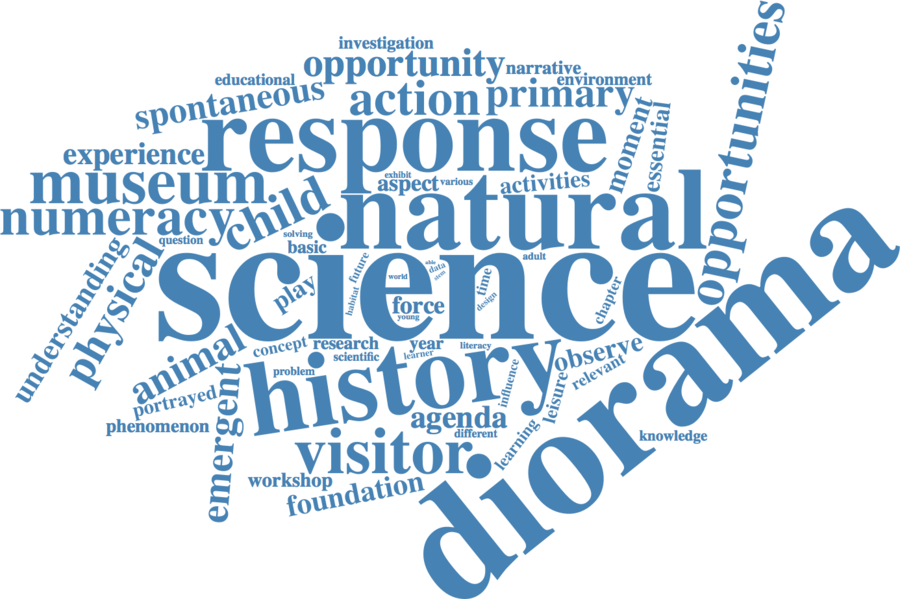 investigation
opportunity
narrative
educational
environment
spontaneous
action
primary
opportunities
response
moment
essential
experience
exhibit
museum
aspect
various
activities
child
natural
numeracy
solving
question
basic
science
adult
understanding
physical
future
world
able
data
stem
time
play
habitat
force
design
chapter
young
diorama
animal
concept
research
year
literacy
observe
scientific
learner
history
problem
influence
relevant
portrayed
leisure
emergent
agenda
phenomenon
different
learning
knowledge
visitor
workshop
foundation